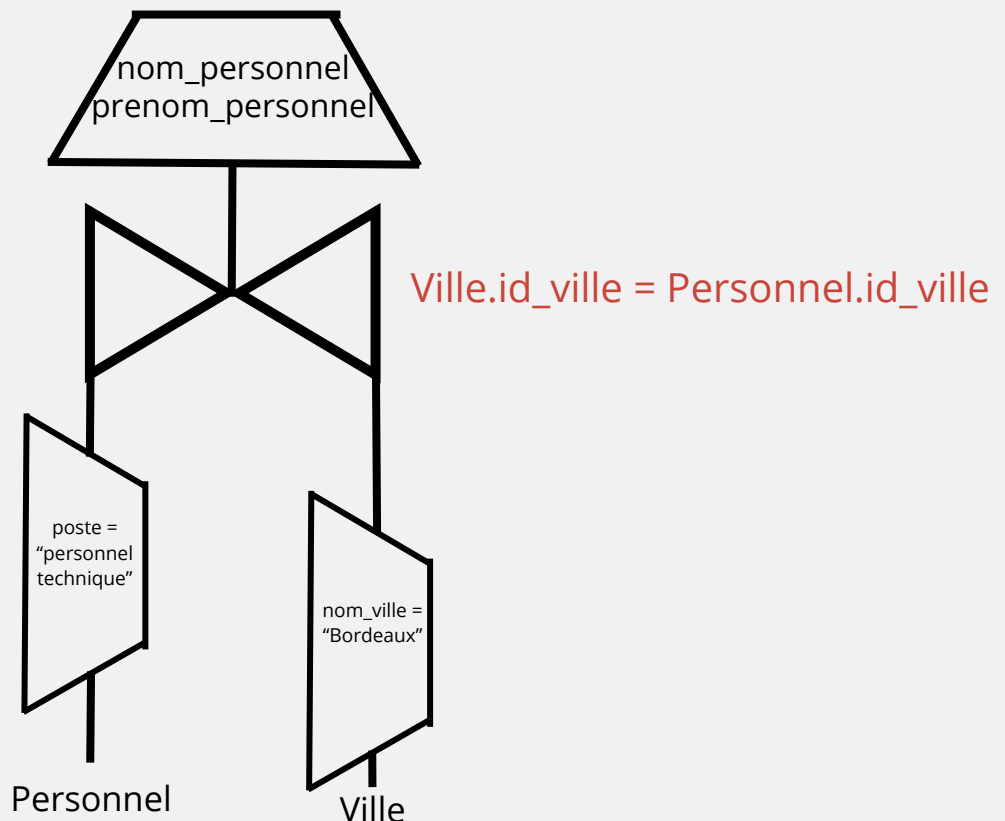 nom_personnel
prenom_personnel
Ville.id_ville = Personnel.id_ville
poste =
“personnel
technique”
nom_ville =
“Bordeaux”
Personnel
Ville